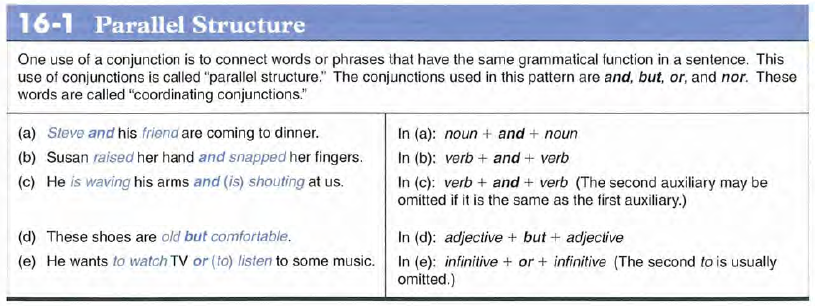 16-1 Parallel Structure
One use of a conjunction is to connect words or phrases that have the same grammatical function in a sentence. This
use of conjunctions is called "parallel structure." The conjunctions used in this pattern are and, but, or, and nor. These
words are called "coordinating conjunctions."
(a) Steve and his friend are coming to dinner.
In (a): noun + and + noun
(b) Susan raised her hand and snapped her fingers.
In (b): verb + and + verb
(c) He is waving his arms and (is) shouting at us.
In (c): verb + and + verb (The second auxiliary may be
omitted if it is the same as the first auxiliary.)
(d) These shoes are old but comfortable.
In (d): adjective + but + adjective
(e) He wants to watch TV or (to) listen to some music.
In (e): infinitive + or + infinitive (The second to is usually
omitted.)